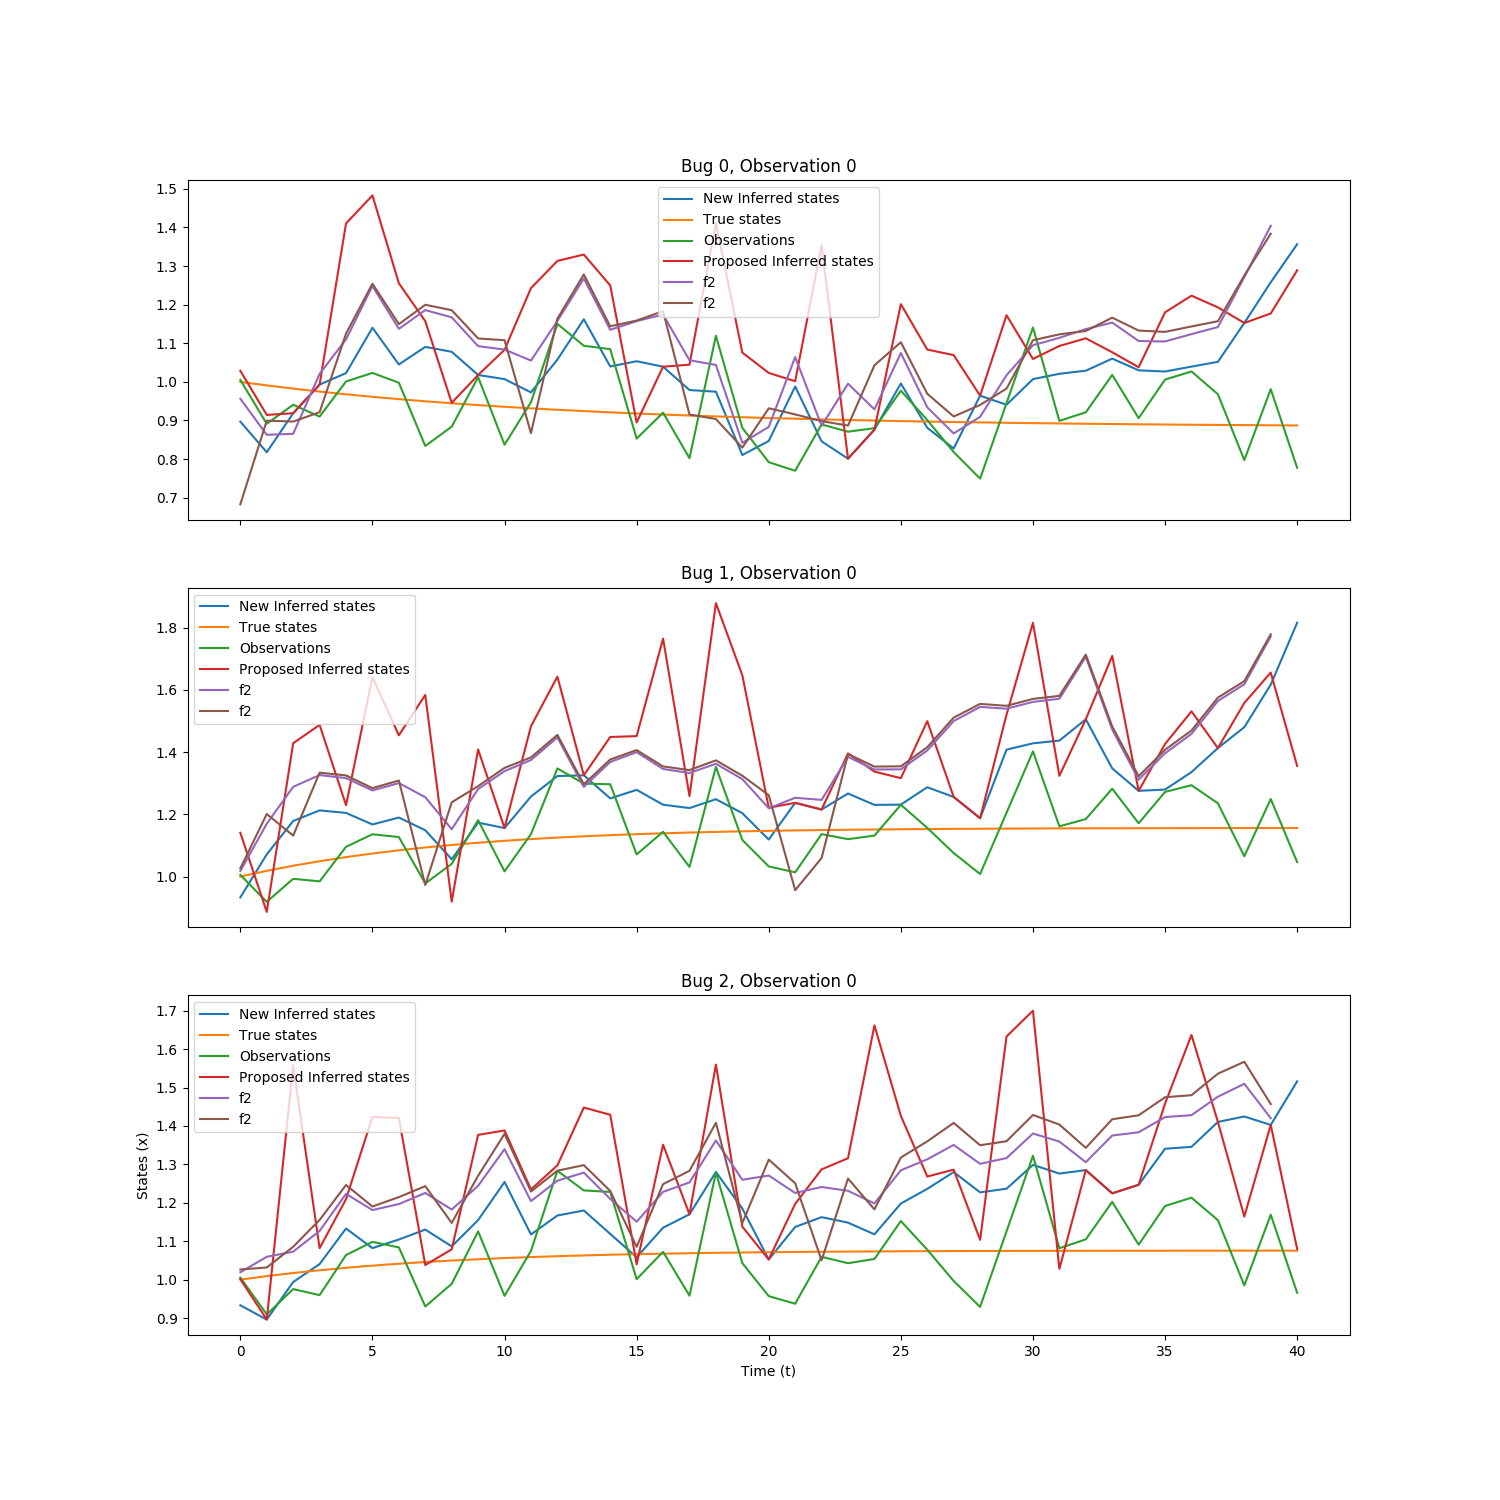 Bug 0, Observation 0
1.5
1.4
1.3
1.2
1.1
1.0
0.9
0.8
0.7
New Inferred states
True states
Observations
Proposed Inferred states
f2
f2
Bug 1, Observation 0
1.8
1.6
1.4
1.2
1.0
New Inferred states
True states
Observations
Proposed Inferred states
f2
f2
Bug 2, Observation 0
States (x)
1.7
1.6
1.5
1.4
1.3
1.2
1.1
1.0
0.9
New Inferred states
True states
Observations
Proposed Inferred states
f2
f2
0 5 10 15 20 25 30 35 40
Time (t)